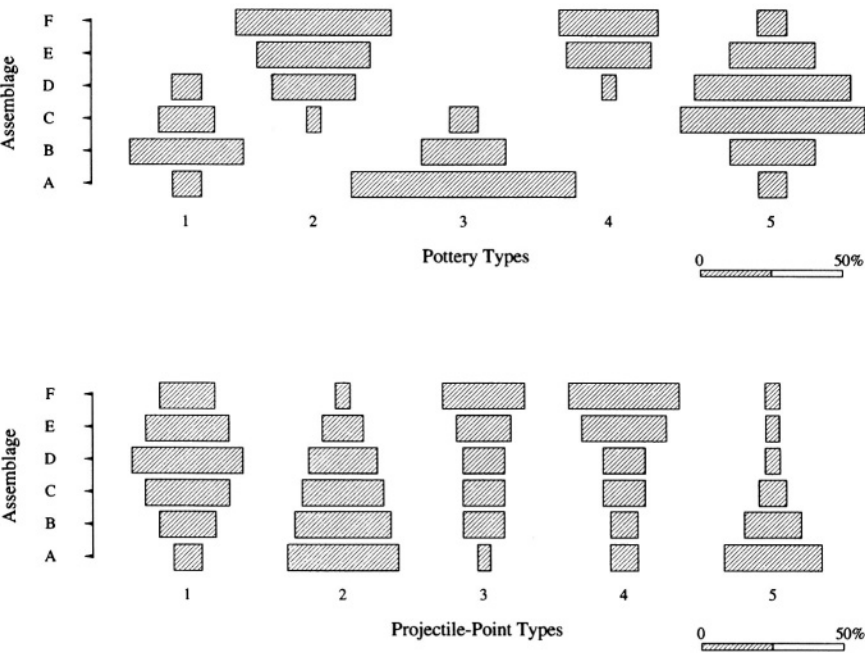 F
E
D
C
B
A
Assemblage
1 2 3 4 5
Pottery Types
0 50%
F
E
D
C
B
A
Assemblage
1 2 3 4 5
Projectile-Point Types
0 50%